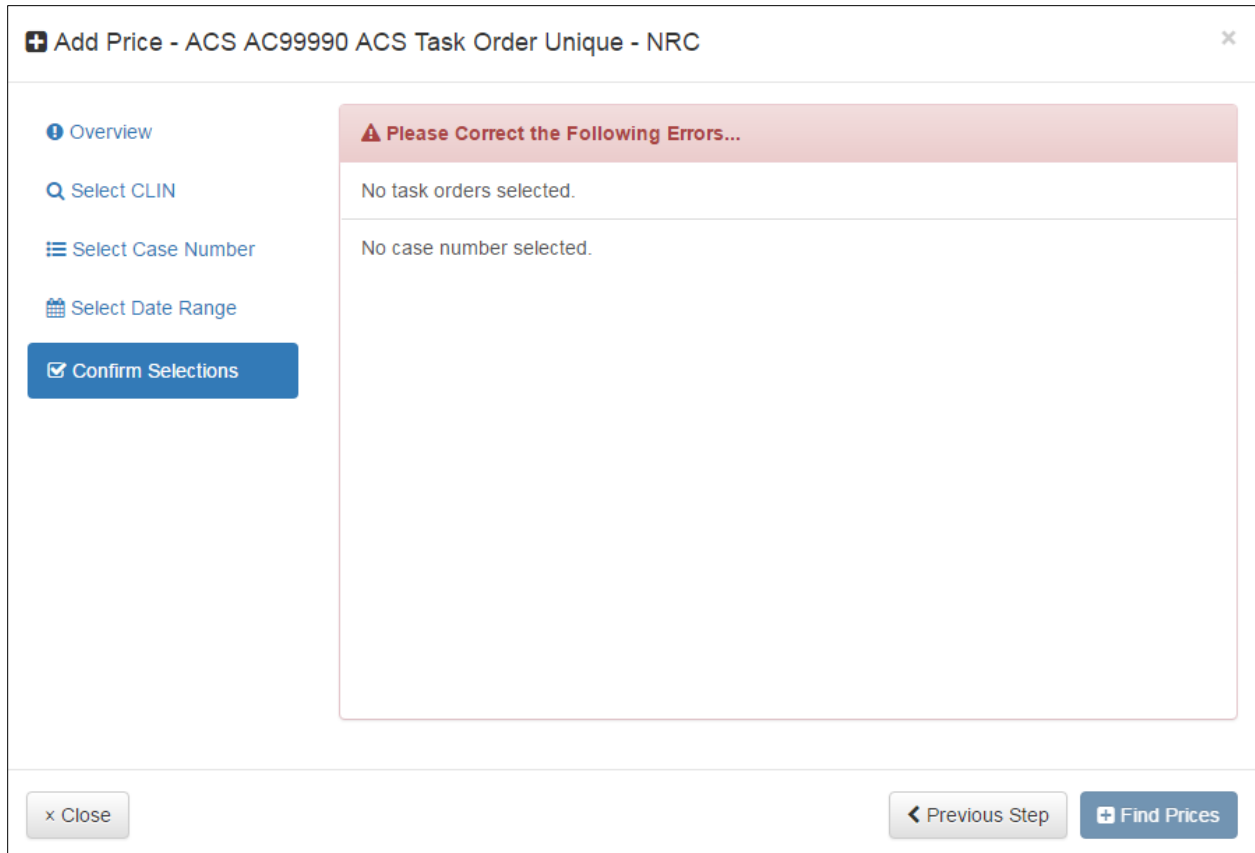 Add Price - ACS AC99990 ACS Task Order Unique - NRC
×
Overview
Select CLIN
Select Case Number
Select Date Range
Confirm Selections
Please Correct the Following Errors...
No task orders selected.
No case number selected.
× Close
Previous Step
Find Prices